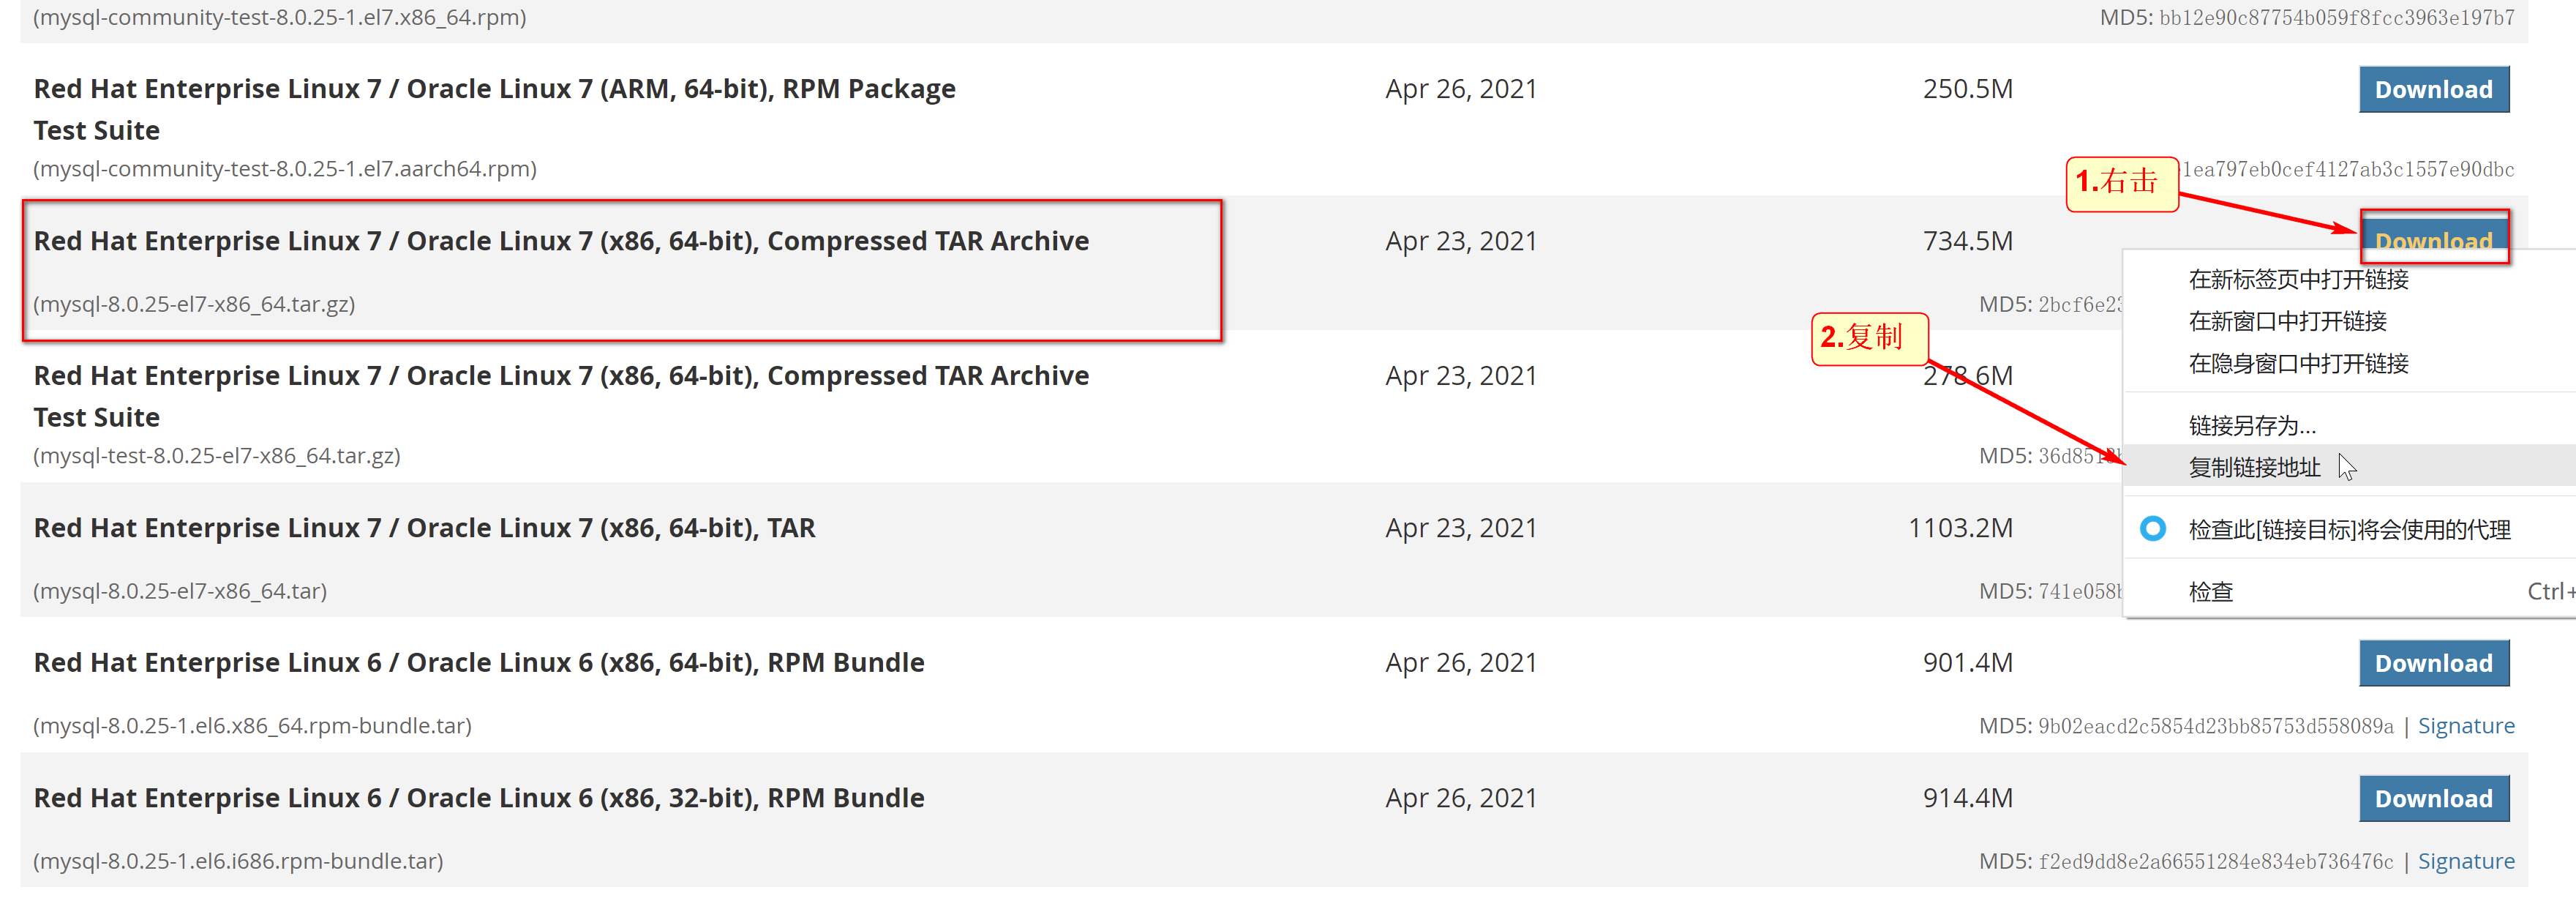 (mysql-community-test-8.0.25-1.el7.x86_64.rpm) MD5: bb12e90c87754b059f8fcc3963e197b7
Red Hat Enterprise Linux 7 / Oracle Linux 7 (ARM, 64-bit), RPM Package Apr 26, 2021 250.5M Download
Test Suite
(mysql-community-test-8.0.25-1.el7.aarch64.rpm) 1ea797eb0cef4127ab3c1557e90dbc
1.右击
Red Hat Enterprise Linux 7 / Oracle Linux 7 (x86, 64-bit), Compressed TAR Archive Apr 23, 2021 734.5M Download
(mysql-8.0.25-el7-x86_64.tar.gz) MD5: 2bcf6e23
2.复制
Red Hat Enterprise Linux 7 / Oracle Linux 7 (x86, 64-bit), Compressed TAR Archive Apr 23, 2021 278.6M
Test Suite
(mysql-test-8.0.25-el7-x86_64.tar.gz) MD5:
Red Hat Enterprise Linux 7 / Oracle Linux 7 (x86, 64-bit), TAR Apr 23, 2021 1103.2M
(mysql-8.0.25-el7-x86_64.tar) MD5: 741e058b
在新标签页中打开链接
在新窗口中打开链接
在隐身窗口中打开链接
链接另存为...
复制链接地址
检查此[链接目标]将会使用的代理
检查 Ctrl+
Red Hat Enterprise Linux 6 / Oracle Linux 6 (x86, 64-bit), RPM Bundle Apr 26, 2021 901.4M Download
(mysql-8.0.25-1.el6.x86_64.rpm-bundle.tar) MD5: 9b02eacd2c5854d23bb85753d558089a | Signature
Red Hat Enterprise Linux 6 / Oracle Linux 6 (x86, 32-bit), RPM Bundle Apr 26, 2021 914.4M Download
(mysql-8.0.25-1.el6.i686.rpm-bundle.tar) MD5: f2ed9dd8e2a66551284e834eb736476c | Signature